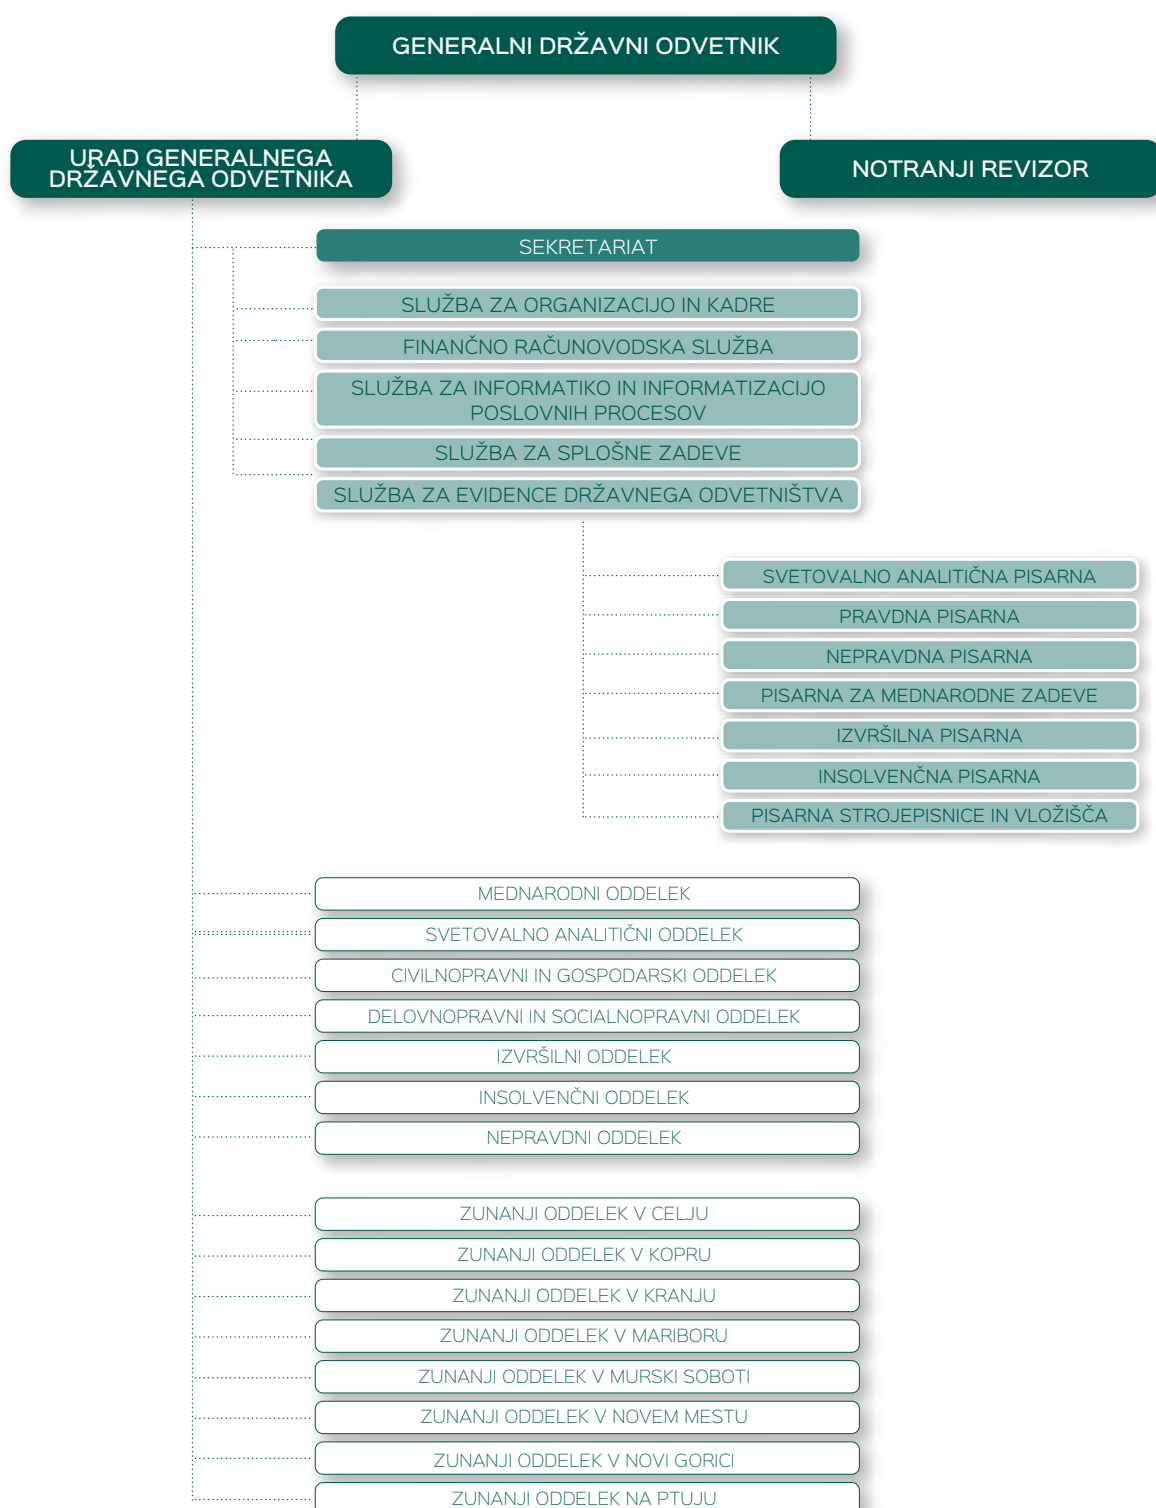 GENERALNI DRŽAVNI ODVETNIK
URAD GENERALNEGA
DRŽAVNEGA ODVETNIKA
NOTRANJI REVIZOR
SEKRETARIAT
SLUŽBA ZA ORGANIZACIJO IN KADRE
FINANČNO RAČUNOVODSKA SLUŽBA
SLUŽBA ZA INFORMATIKO IN INFORMATIZACIJO
POSLOVNIH PROCESOV
SLUŽBA ZA SPLOŠNE ZADEVE
SLUŽBA ZA EVIDENCE DRŽAVNEGA ODVETNIŠTVA
SVETOVALNO ANALITIČNA PISARNA
PRAVDNA PISARNA
NEPRAVDNA PISARNA
PISARNA ZA MEDNARODNE ZADEVE
IZVRŠILNA PISARNA
INSOLVENČNA PISARNA
PISARNA STROJEPISNICE IN VLOŽIŠČA
MEDNARODNI ODDELEK
SVETOVALNO ANALITIČNI ODDELEK
CIVILNOPRAVNI IN GOSPODARSKI ODDELEK
DELOVNOPRAVNI IN SOCIALNOPRAVNI ODDELEK
IZVRŠILNI ODDELEK
INSOLVENČNI ODDELEK
NEPRAVDNI ODDELEK
ZUNANJI ODDELEK V CELJU
ZUNANJI ODDELEK V KOPRU
ZUNANJI ODDELEK V KRANJU
ZUNANJI ODDELEK V MARIBORU
ZUNANJI ODDELEK V MURSKI SOBOTI
ZUNANJI ODDELEK V NOVEM MESTU
ZUNANJI ODDELEK V NOVI GORICI
ZUNANJI ODDELEK NA PTUJU